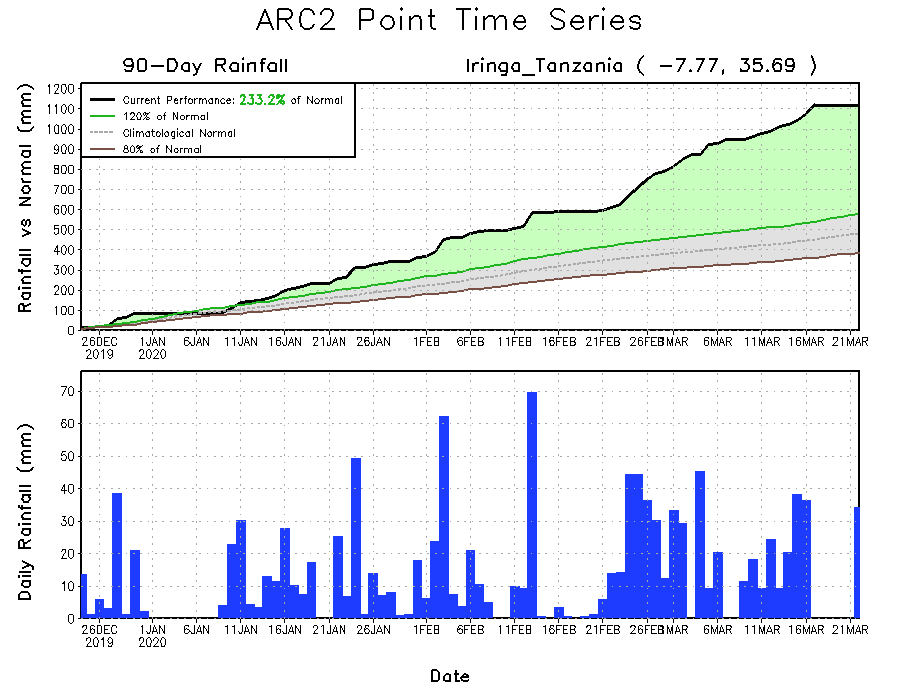 ARC2 Point Time Series
90-Day Rainfall
Iringa_Tanzania ( -7.77, 35.69 )
Rainfall vs Normal (mm)
1200
1100
1000
900
800
700
600
500
400
300
200
100
0
Current Performance: 233.2% of Normal
120% of Normal
Climatological Normal
80% of Normal
26DEC 1JAN 6JAN 11JAN 16JAN 21JAN 26JAN 1FEB 6FEB 11FEB 16FEB 21FEB 26FEB 1MAR 6MAR 11MAR 16MAR 21MAR
2019 2020
Daily Rainfall (mm)
70
60
50
40
30
20
10
0
26DEC 1JAN 6JAN 11JAN 16JAN 21JAN 26JAN 1FEB 6FEB 11FEB 16FEB 21FEB 26FEB 1MAR 6MAR 11MAR 16MAR 21MAR
2019 2020
Date